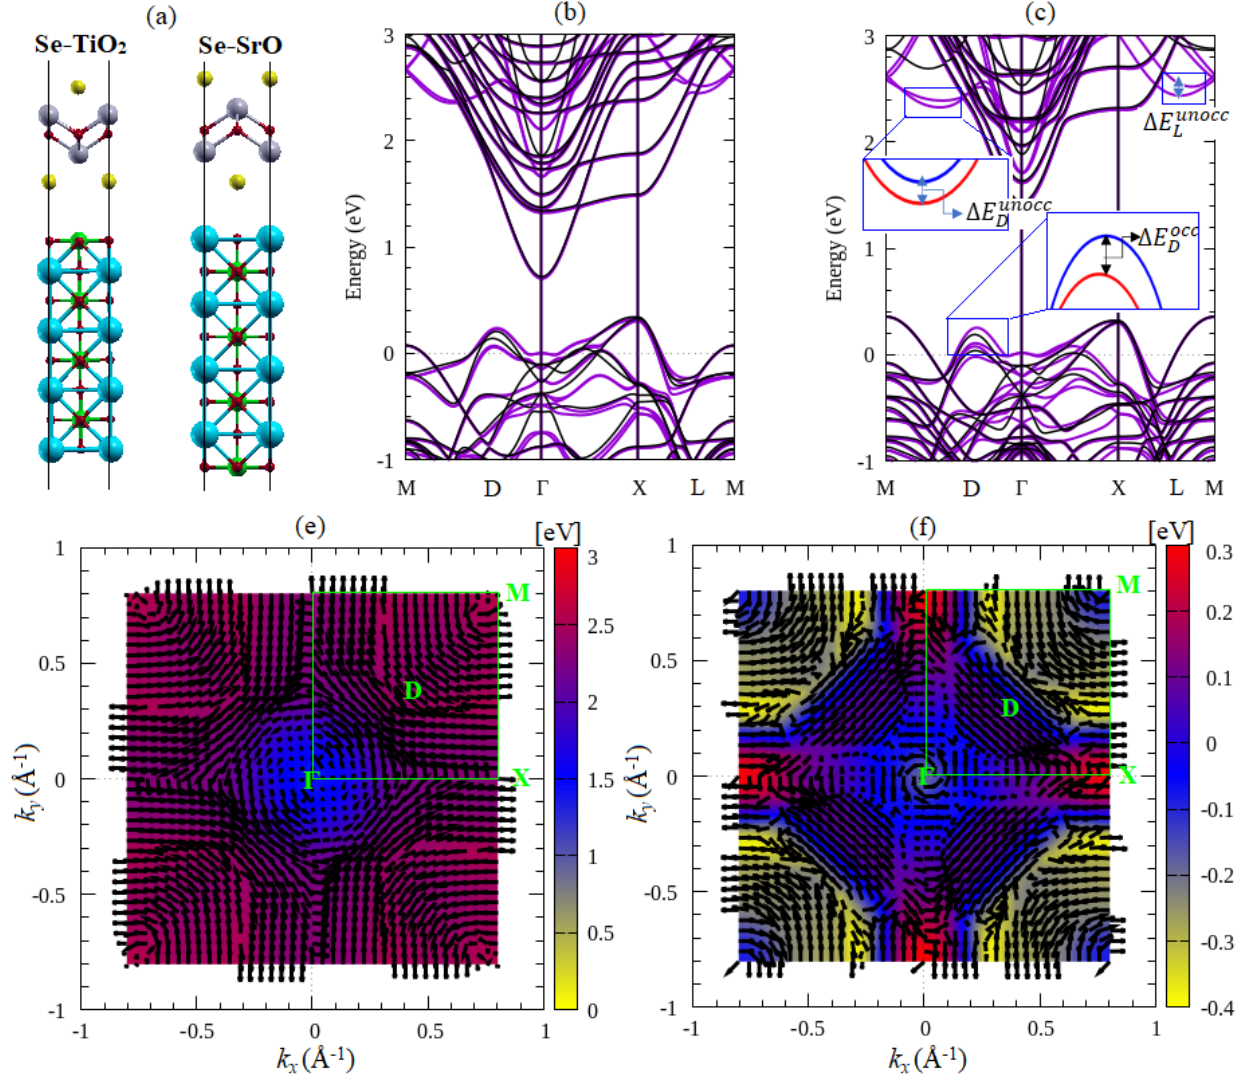 (a)
Se-TiO₂ Se-SrO
(b)
3
2
1
0
-1
Energy (eV)
M D Γ X L M
(c)
3
2
1
0
-1
Energy (eV)
ΔE_L^unocc
ΔE_D^unocc
ΔE_D^occ
M D Γ X L M
(e)
[eV]
1
0.5
0
-0.5
-1
k_y (Å⁻¹)
M
D
Γ
X
3
2.5
2
1.5
1
0.5
0
-1 -0.5 0 0.5 1
k_x (Å⁻¹)
(f)
[eV]
1
0.5
0
-0.5
-1
k_y (Å⁻¹)
M
D
Γ
X
0.3
0.2
0.1
0
-0.1
-0.2
-0.3
-0.4
-1 -0.5 0 0.5 1
k_x (Å⁻¹)